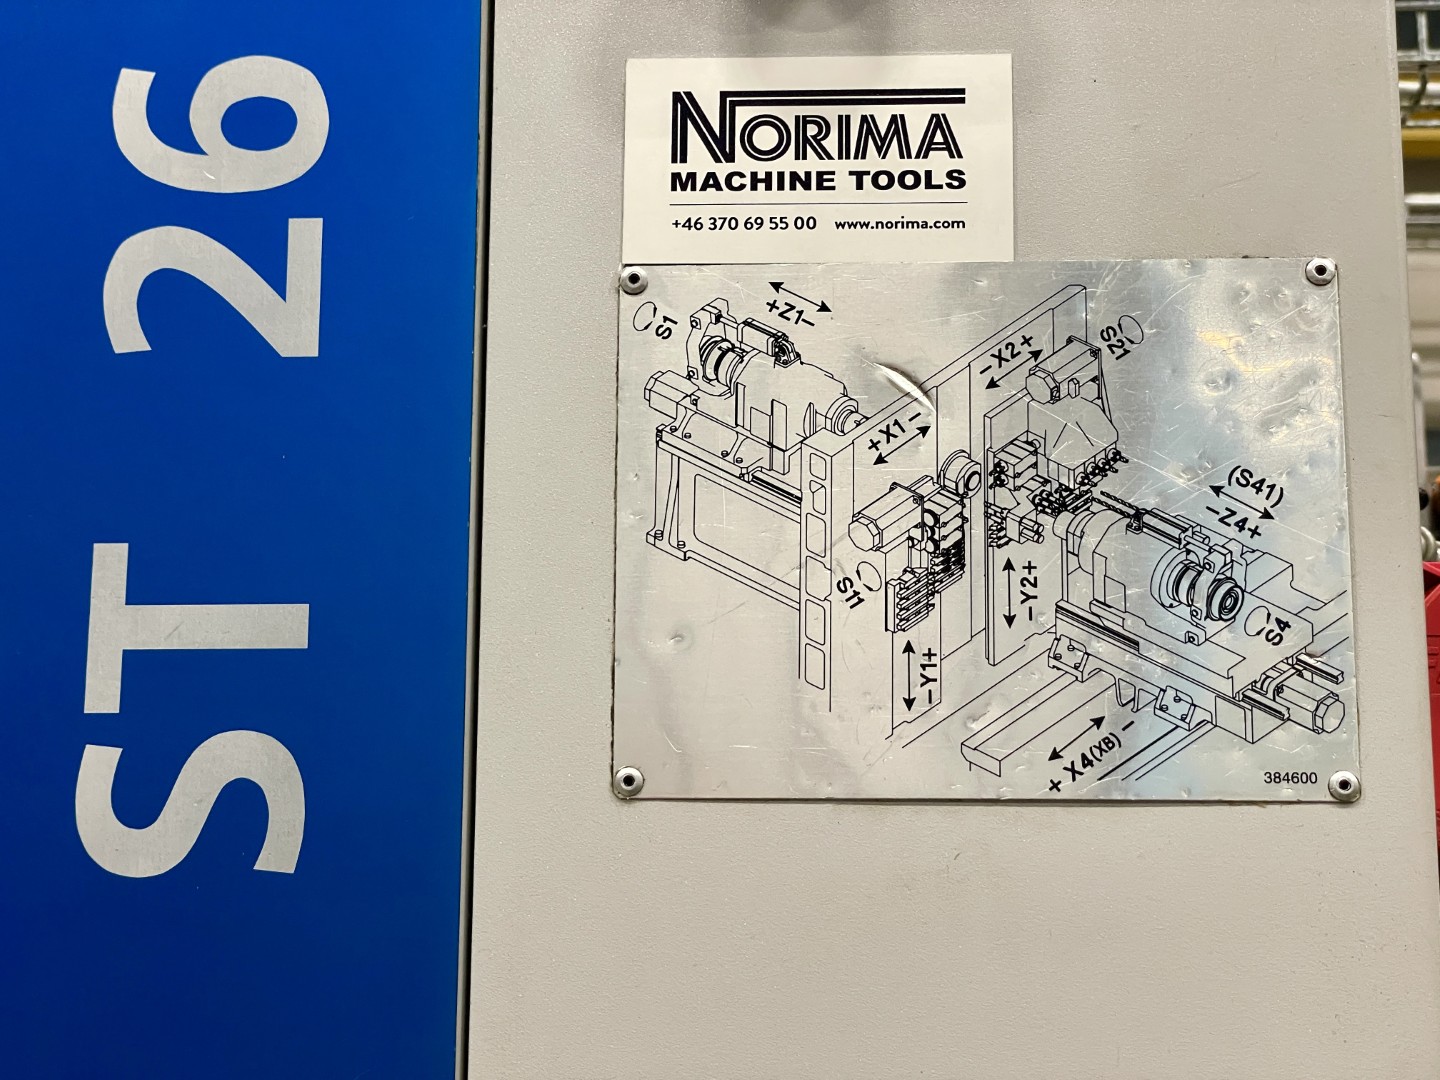 ST 26
NORIMA
MACHINE TOOLS
+46 370 69 55 00 www.norima.com
S1
+Z1−
−X2+
S21
+X1−
(S41)
−Z4+
S11
−Y2+
S4
−Y1+
+X4(XB)−
384600